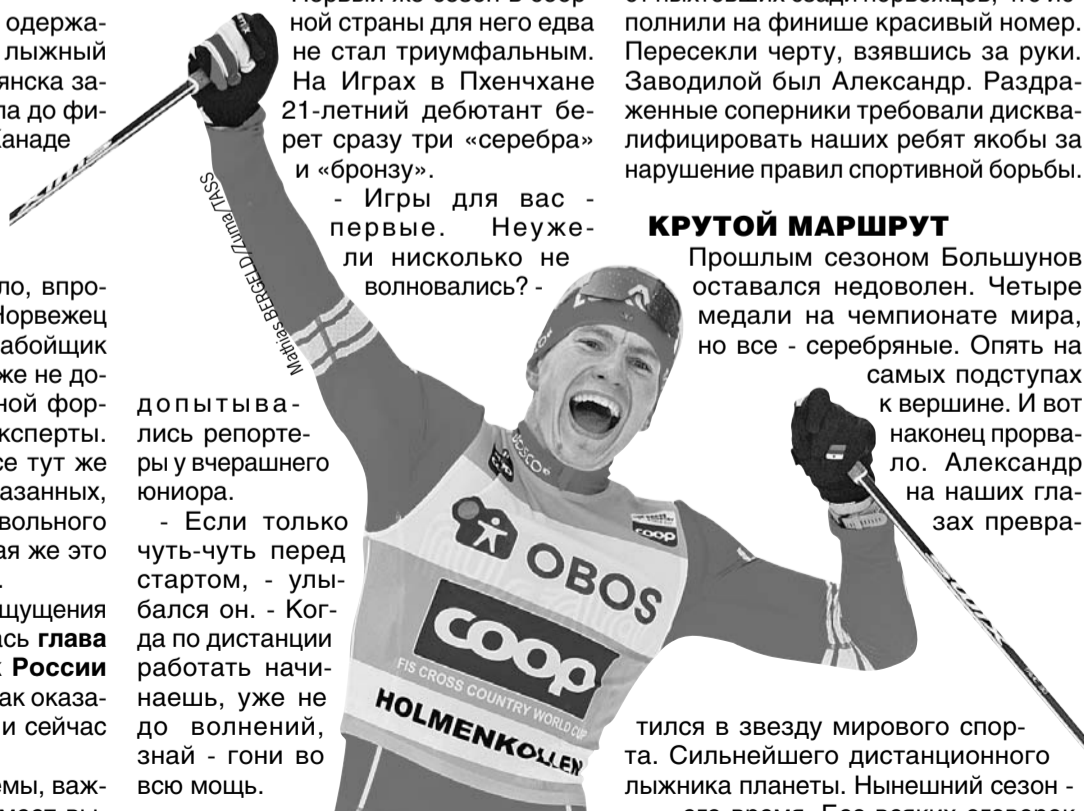 одержа-
лыжный
янска за-
ла до фи-
Канаде
ло, впро-
Норвежец
абойщик
же не до-
ной фор-
ксперты.
се тут же
азанных,
вольного
ая же это
щущения
ась глава
России
ак оказа-
и сейчас
емы, важ-
ной страны для него едва
не стал триумфальным.
На Играх в Пхенчхане
21-летний дебютант бе-
рет сразу три «серебра»
и «бронзу».
- Игры для вас -
первые. Неуже-
ли нисколько не
волновались? -
допытыва-
лись репорте-
ры у вчерашнего
юниора.
- Если только
чуть-чуть перед
стартом, - улы-
бался он. - Ког-
да по дистанции
работать начи-
наешь, уже не
до волнений,
знай - гони во
всю мощь.
Mathias BERGELD/Zuma/TASS
полнили на финише красивый номер.
Пересекли черту, взявшись за руки.
Заводилой был Александр. Раздра-
женные соперники требовали дисква-
лифицировать наших ребят якобы за
нарушение правил спортивной борьбы.
КРУТОЙ МАРШРУТ
Прошлым сезоном Большунов
оставался недоволен. Четыре
медали на чемпионате мира,
но все - серебряные. Опять на
самых подступах
к вершине. И вот
наконец прорва-
ло. Александр
на наших гла-
зах превра-
тился в звезду мирового спор-
та. Сильнейшего дистанционного
лыжника планеты. Нынешний сезон -
BOSCO
coop
OBOS
coop
FIS CROSS COUNTRY WORLD CUP
HOLMENKOLLEN